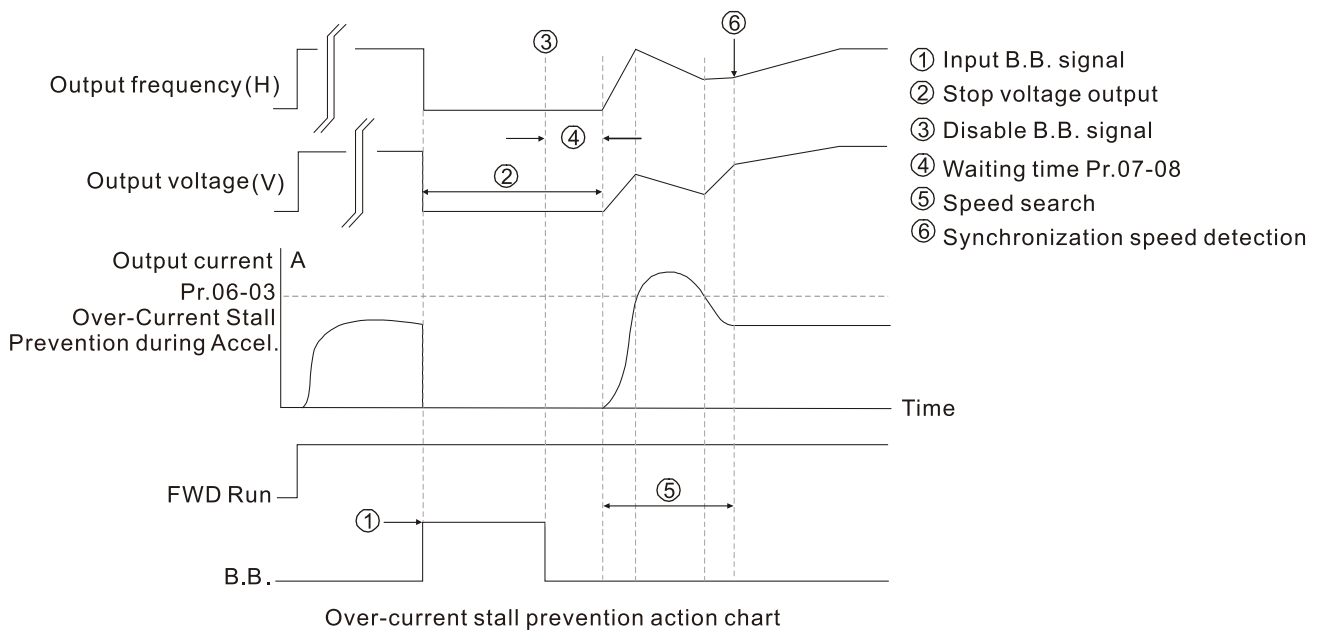 ⑥
③
Output frequency(H)
④
Output voltage(V)
②
① Input B.B. signal
② Stop voltage output
③ Disable B.B. signal
④ Waiting time Pr.07-08
⑤ Speed search
⑥ Synchronization speed detection
Output current
A
Pr.06-03
Over-Current Stall
Prevention during Accel.
Time
FWD Run
⑤
①
B.B.
Over-current stall prevention action chart